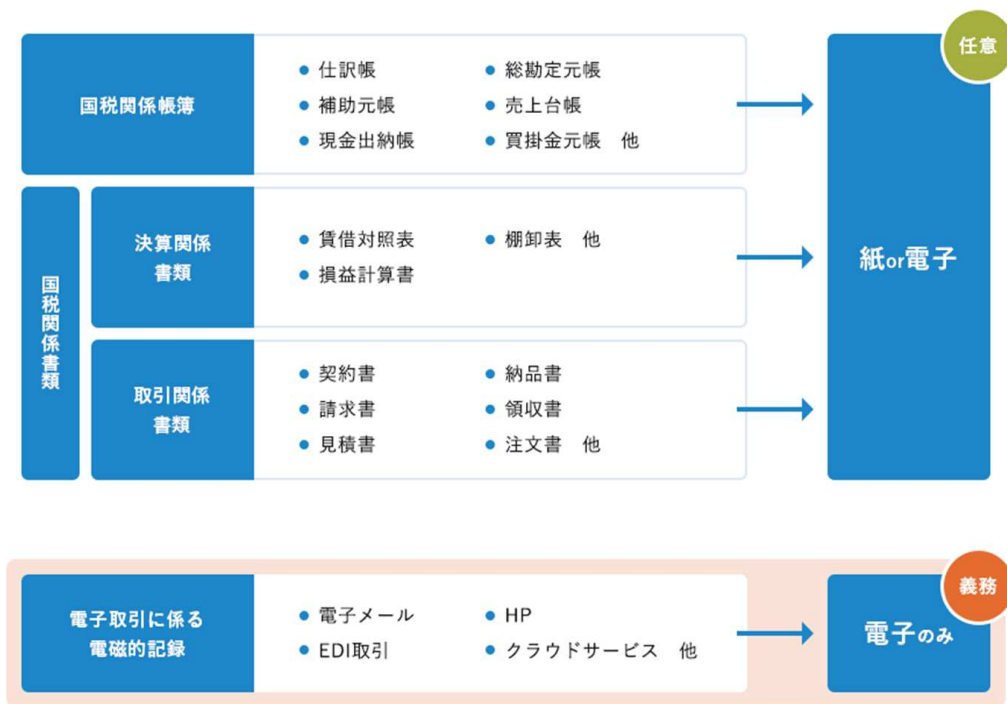 任意
国税関係帳簿
仕訳帳
総勘定元帳
補助元帳
売上台帳
現金出納帳
買掛金元帳 他
国税関係書類
決算関係
書類
賃借対照表
棚卸表 他
損益計算書
紙or電子
取引関係
書類
契約書
納品書
請求書
領収書
見積書
注文書 他
義務
電子取引に係る
電磁的記録
電子メール
HP
EDI取引
クラウドサービス 他
電子のみ